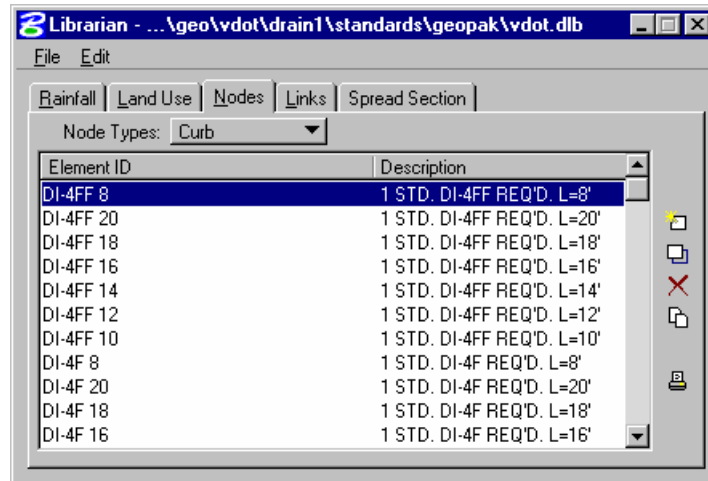 Librarian - ...\geo\vdot\drain1\standards\geopak\vdot.dlb
File Edit
Rainfall Land Use Nodes Links Spread Section
Node Types: Curb
Element ID Description
DI-4FF 8 1 STD. DI-4FF REQ'D. L=8'
DI-4FF 20 1 STD. DI-4FF REQ'D. L=20'
DI-4FF 18 1 STD. DI-4FF REQ'D. L=18'
DI-4FF 16 1 STD. DI-4FF REQ'D. L=16'
DI-4FF 14 1 STD. DI-4FF REQ'D. L=14'
DI-4FF 12 1 STD. DI-4FF REQ'D. L=12'
DI-4FF 10 1 STD. DI-4FF REQ'D. L=10'
DI-4F 8 1 STD. DI-4F REQ'D. L=8'
DI-4F 20 1 STD. DI-4F REQ'D. L=20'
DI-4F 18 1 STD. DI-4F REQ'D. L=18'
DI-4F 16 1 STD. DI-4F REQ'D. L=16'